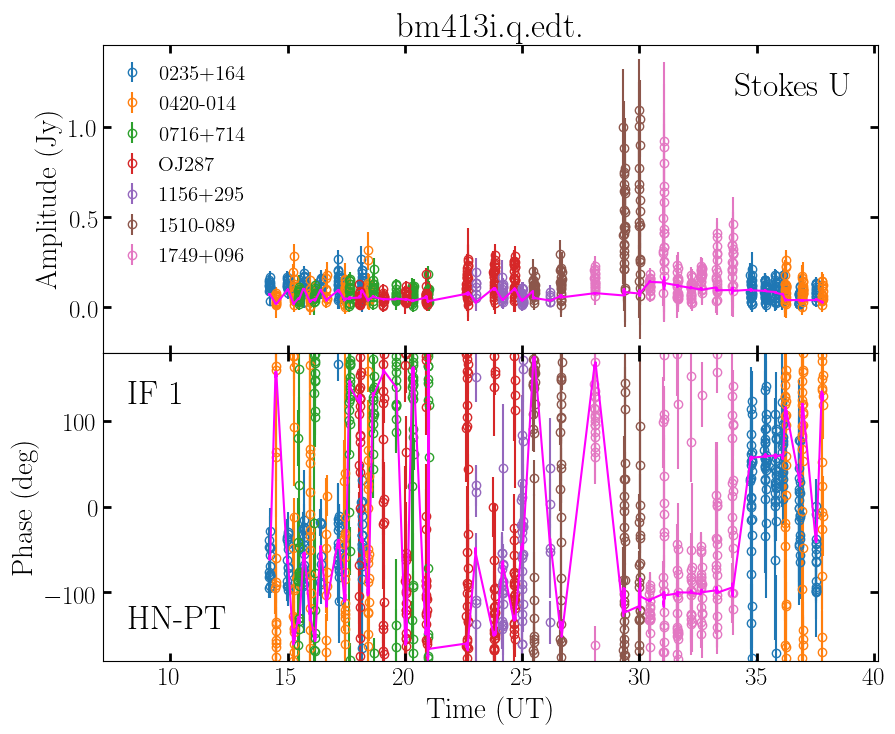 bm413i.q.edt.
Stokes U
0235+164
0420-014
0716+714
OJ287
1156+295
1510-089
1749+096
Amplitude (Jy)
1.0
0.5
0.0
IF 1
HN-PT
Phase (deg)
100
0
−100
10 15 20 25 30 35 40
Time (UT)